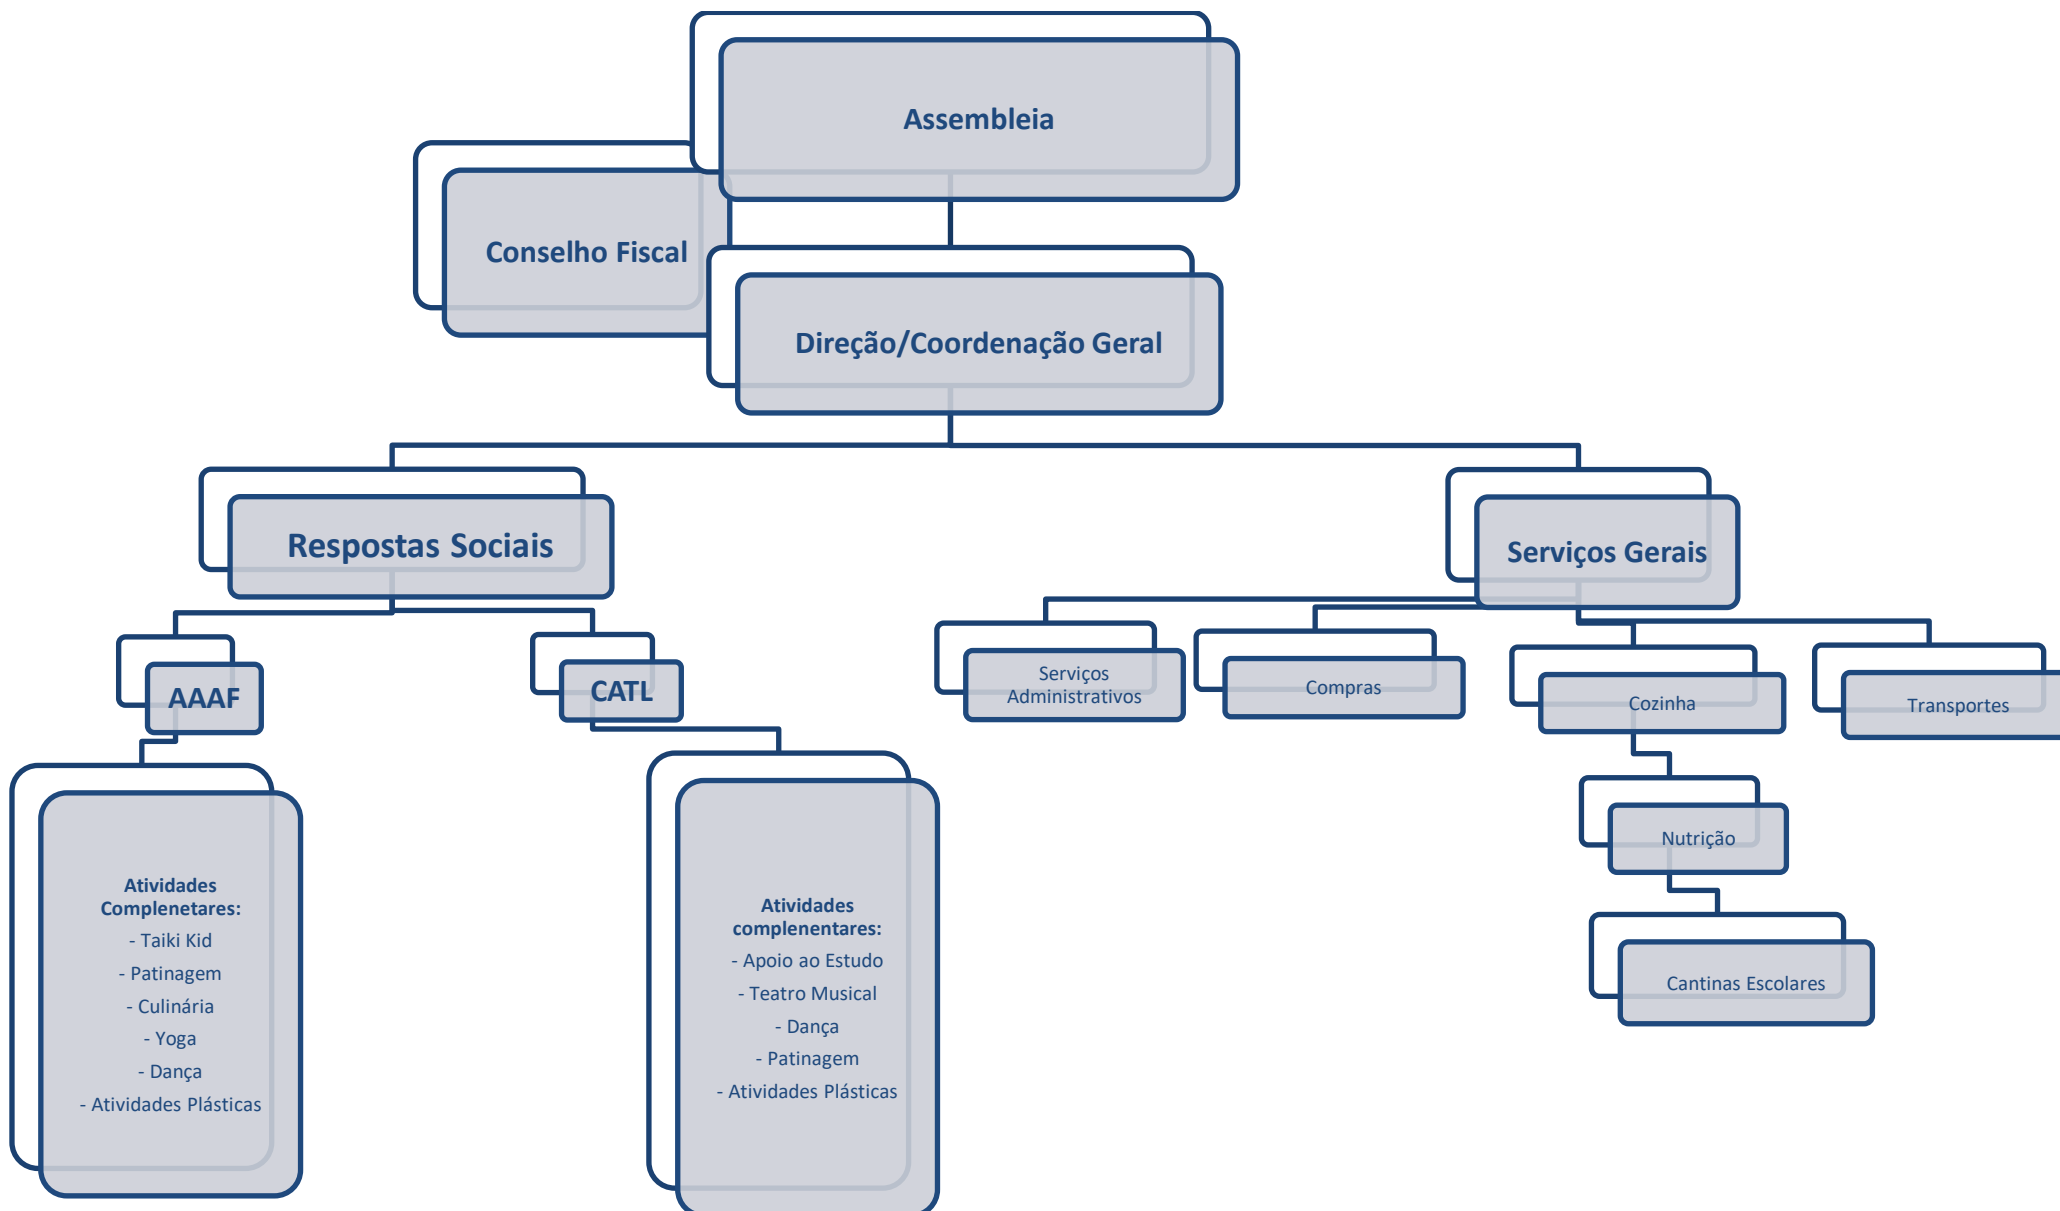 Assembleia
Conselho Fiscal
Direção/Coordenação Geral
Respostas Sociais
Serviços Gerais
AAAF
CATL
Serviços
Administrativos
Compras
Cozinha
Transportes
Nutrição
Cantinas Escolares
Atividades
Complenetares:
- Taiki Kid
- Patinagem
- Culinária
- Yoga
- Dança
- Atividades Plásticas
Atividades
complenentares:
- Apoio ao Estudo
- Teatro Musical
- Dança
- Patinagem
- Atividades Plásticas